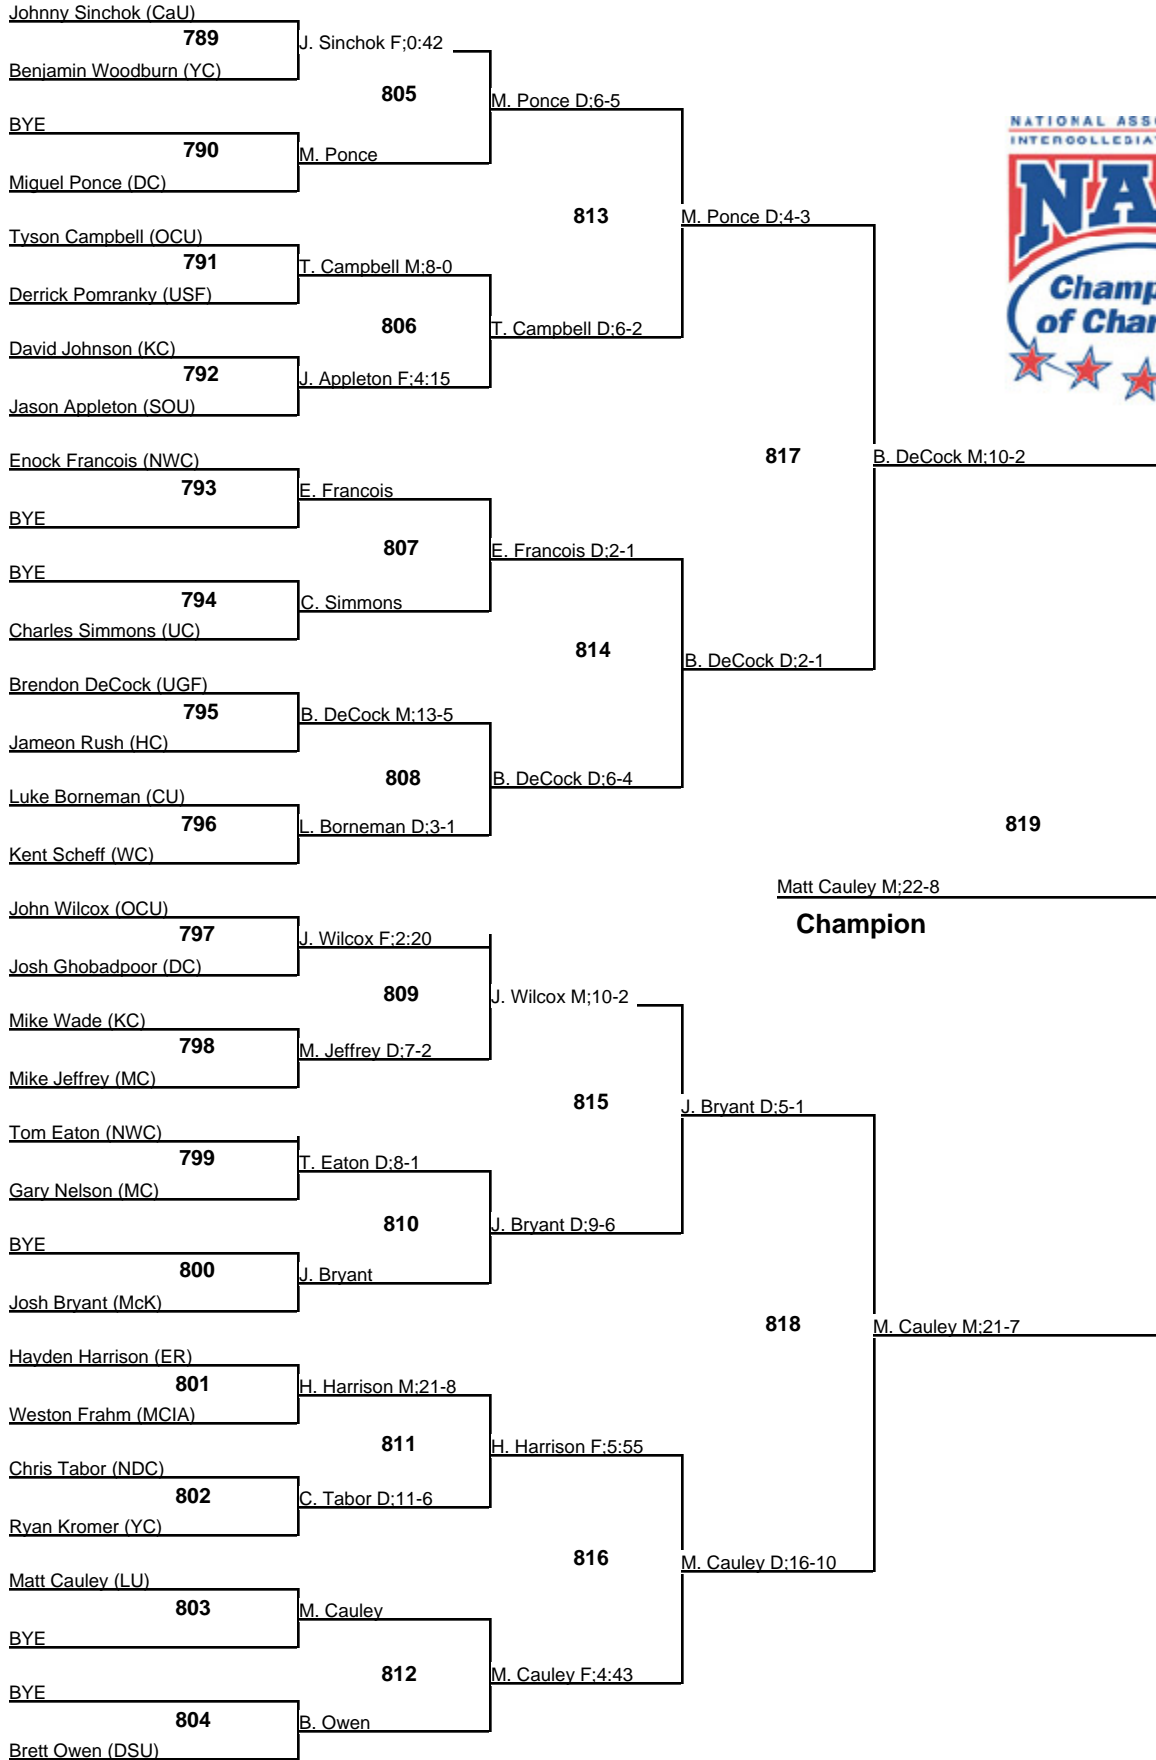 Johnny Sinchok (CaU)
789
J. Sinchok F;0:42
Benjamin Woodburn (YC)
805
M. Ponce D;6-5
BYE
790
M. Ponce
Miguel Ponce (DC)
813
M. Ponce D;4-3
Tyson Campbell (OCU)
791
T. Campbell M;8-0
Derrick Pomranky (USF)
806
T. Campbell D;6-2
David Johnson (KC)
792
J. Appleton F;4:15
Jason Appleton (SOU)
817
B. DeCock M;10-2
Enock Francois (NWC)
793
E. Francois
BYE
807
E. Francois D;2-1
BYE
794
C. Simmons
Charles Simmons (UC)
814
B. DeCock D;2-1
Brendon DeCock (UGF)
795
B. DeCock M;13-5
Jameon Rush (HC)
808
B. DeCock D;6-4
Luke Borneman (CU)
796
L. Borneman D;3-1
Kent Scheff (WC)
819
Matt Cauley M;22-8
Champion
John Wilcox (OCU)
797
J. Wilcox F;2:20
Josh Ghobadpoor (DC)
809
J. Wilcox M;10-2
Mike Wade (KC)
798
M. Jeffrey D;7-2
Mike Jeffrey (MC)
815
J. Bryant D;5-1
Tom Eaton (NWC)
799
T. Eaton D;8-1
Gary Nelson (MC)
810
J. Bryant D;9-6
BYE
800
J. Bryant
Josh Bryant (McK)
818
M. Cauley M;21-7
Hayden Harrison (ER)
801
H. Harrison M;21-8
Weston Frahm (MCIA)
811
H. Harrison F;5:55
Chris Tabor (NDC)
802
C. Tabor D;11-6
Ryan Kromer (YC)
816
M. Cauley D;16-10
Matt Cauley (LU)
803
M. Cauley
BYE
812
M. Cauley F;4:43
BYE
804
B. Owen
Brett Owen (DSU)
NATIONAL
NA
of